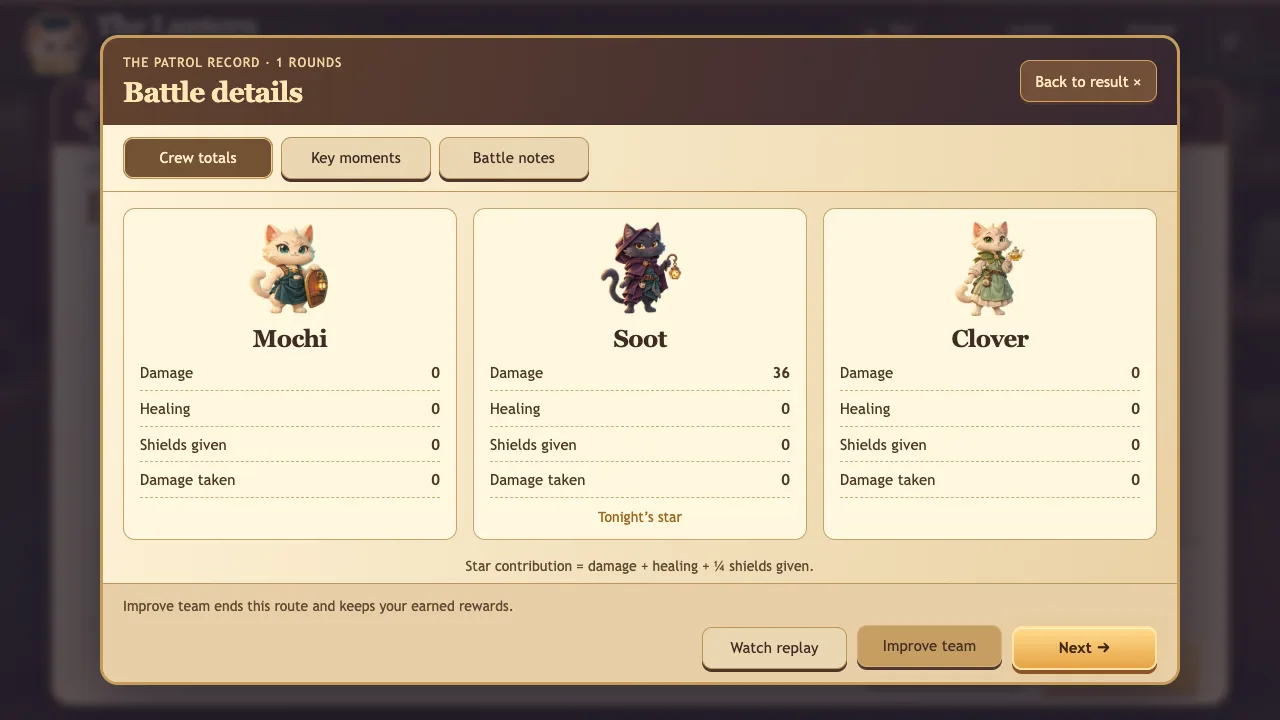 THE PATROL RECORD · 1 ROUNDS
Battle details
Back to result ×
Crew totals
Key moments
Battle notes
Mochi
Damage 0
Healing 0
Shields given 0
Damage taken 0
Soot
Damage 36
Healing 0
Shields given 0
Damage taken 0
Tonight's star
Clover
Damage 0
Healing 0
Shields given 0
Damage taken 0
Star contribution = damage + healing + ¼ shields given.
Improve team ends this route and keeps your earned rewards.
Watch replay
Improve team
Next →